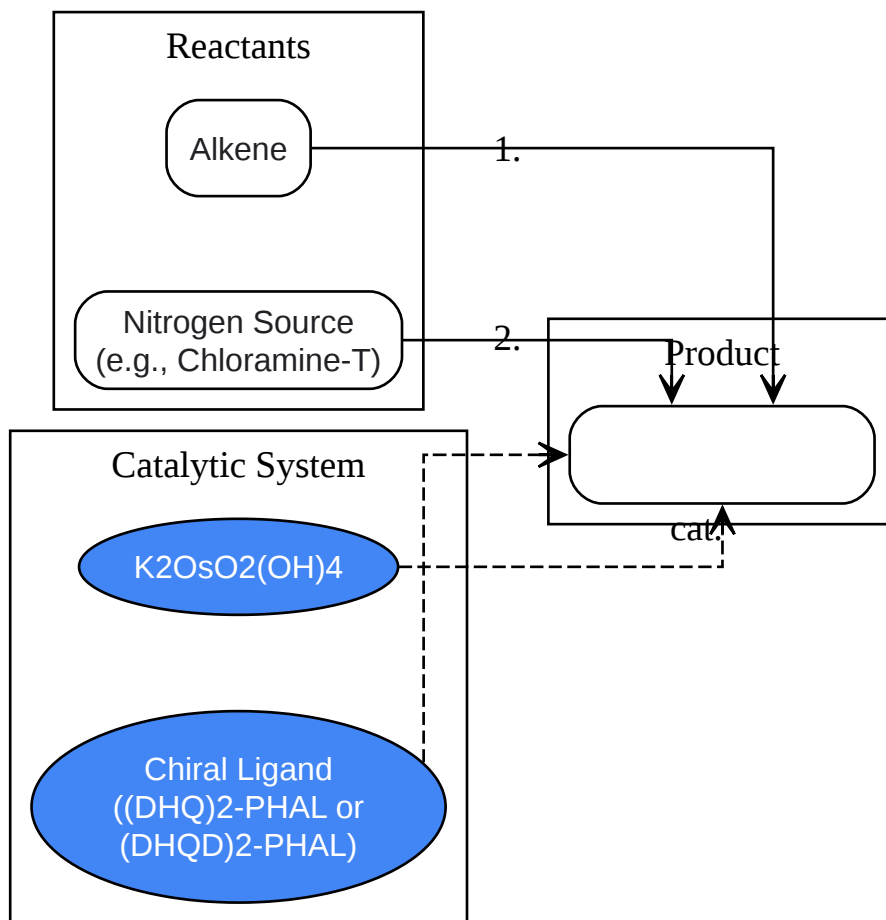 Reactants
Alkene
1.
Nitrogen Source
(e.g., Chloramine-T)
2.
Product
Catalytic System
cat.
K2OsO2(OH)4
Chiral Ligand
((DHQ)2-PHAL or
(DHQD)2-PHAL)